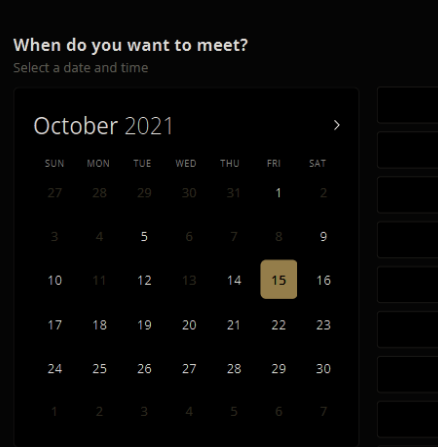 When do you want to meet?
Select a date and time
October 2021
SUN MON TUE WED THU FRI SAT
27 28 29 30 31 1 2
3 4 5 6 7 8 9
10 11 12 13 14 15 16
17 18 19 20 21 22 23
24 25 26 27 28 29 30
1 2 3 4 5 6 7